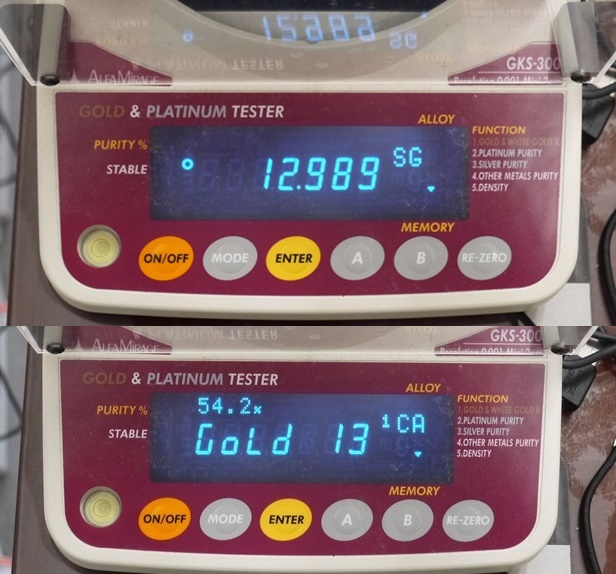 GKS-300
ALFAMIRAGE
GOLD & PLATINUM TESTER
ALLOY
PURITY %
STABLE
12.989 SG
FUNCTION
1.GOLD & WHITE GOLD K
2.PLATINUM PURITY
3.SILVER PURITY
4.OTHER METALS PURITY
5.DENSITY
MEMORY
ON/OFF MODE ENTER A B RE-ZERO
GKS-300
ALFAMIRAGE
GOLD & PLATINUM TESTER
ALLOY
PURITY %
STABLE
54.2%
Gold 13 1CA
FUNCTION
1.GOLD & WHITE GOLD K
2.PLATINUM PURITY
3.SILVER PURITY
4.OTHER METALS PURITY
5.DENSITY
MEMORY
ON/OFF MODE ENTER A B RE-ZERO